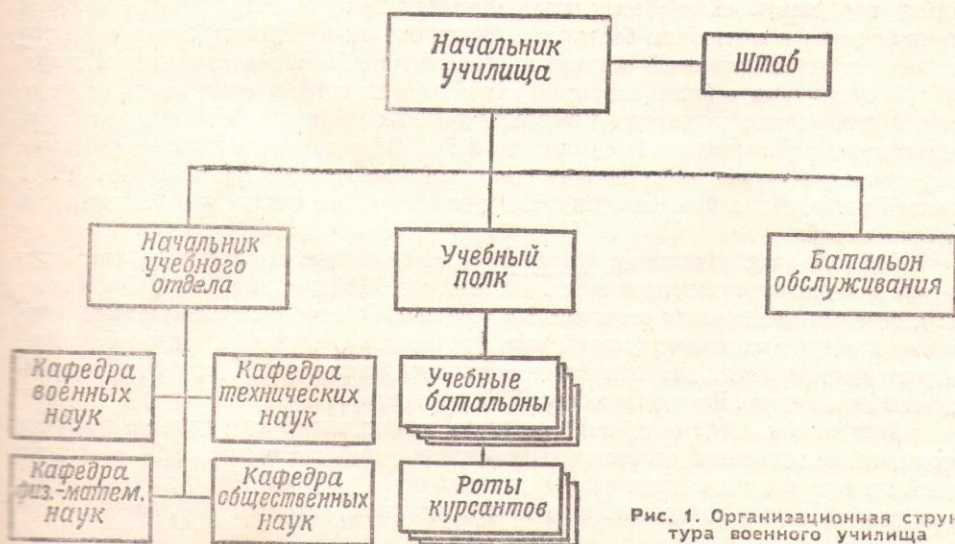 Начальник
училища
Штаб
Начальник
учебного
отдела
Учебный
полк
Батальон
обслуживания
Кафедра
военных
наук
Кафедра
технических
наук
Учебные
батальоны
Кафедра
физ.-матем.
наук
Кафедра
общественных
наук
Роты
курсантов
Рис. 1. Организационная струк
тура военного училища